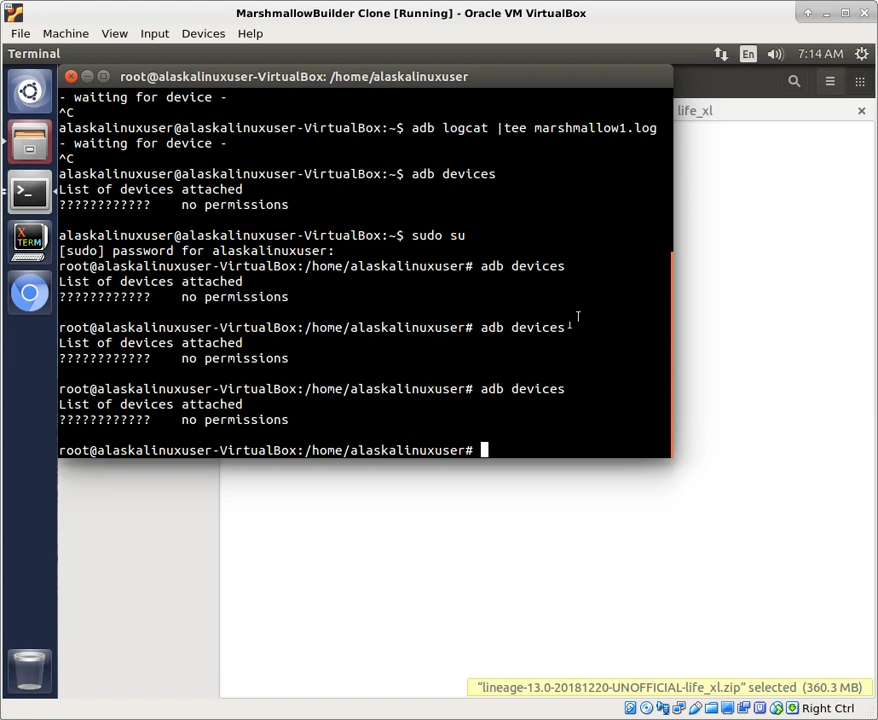 MarshmallowBuilder Clone [Running] - Oracle VM VirtualBox
File Machine View Input Devices Help
Terminal En 7:14 AM
root@alaskalinuxuser-VirtualBox: /home/alaskalinuxuser
life_xl
- waiting for device -
^C
alaskalinuxuser@alaskalinuxuser-VirtualBox:~$ adb logcat |tee marshmallow1.log
- waiting for device -
^C
alaskalinuxuser@alaskalinuxuser-VirtualBox:~$ adb devices
List of devices attached
???????????? no permissions
alaskalinuxuser@alaskalinuxuser-VirtualBox:~$ sudo su
[sudo] password for alaskalinuxuser:
root@alaskalinuxuser-VirtualBox:/home/alaskalinuxuser# adb devices
List of devices attached
???????????? no permissions
root@alaskalinuxuser-VirtualBox:/home/alaskalinuxuser# adb devices
List of devices attached
???????????? no permissions
root@alaskalinuxuser-VirtualBox:/home/alaskalinuxuser# adb devices
List of devices attached
???????????? no permissions
root@alaskalinuxuser-VirtualBox:/home/alaskalinuxuser#
X
TERM
"lineage-13.0-20181220-UNOFFICIAL-life_xl.zip" selected (360.3 MB)
Right Ctrl